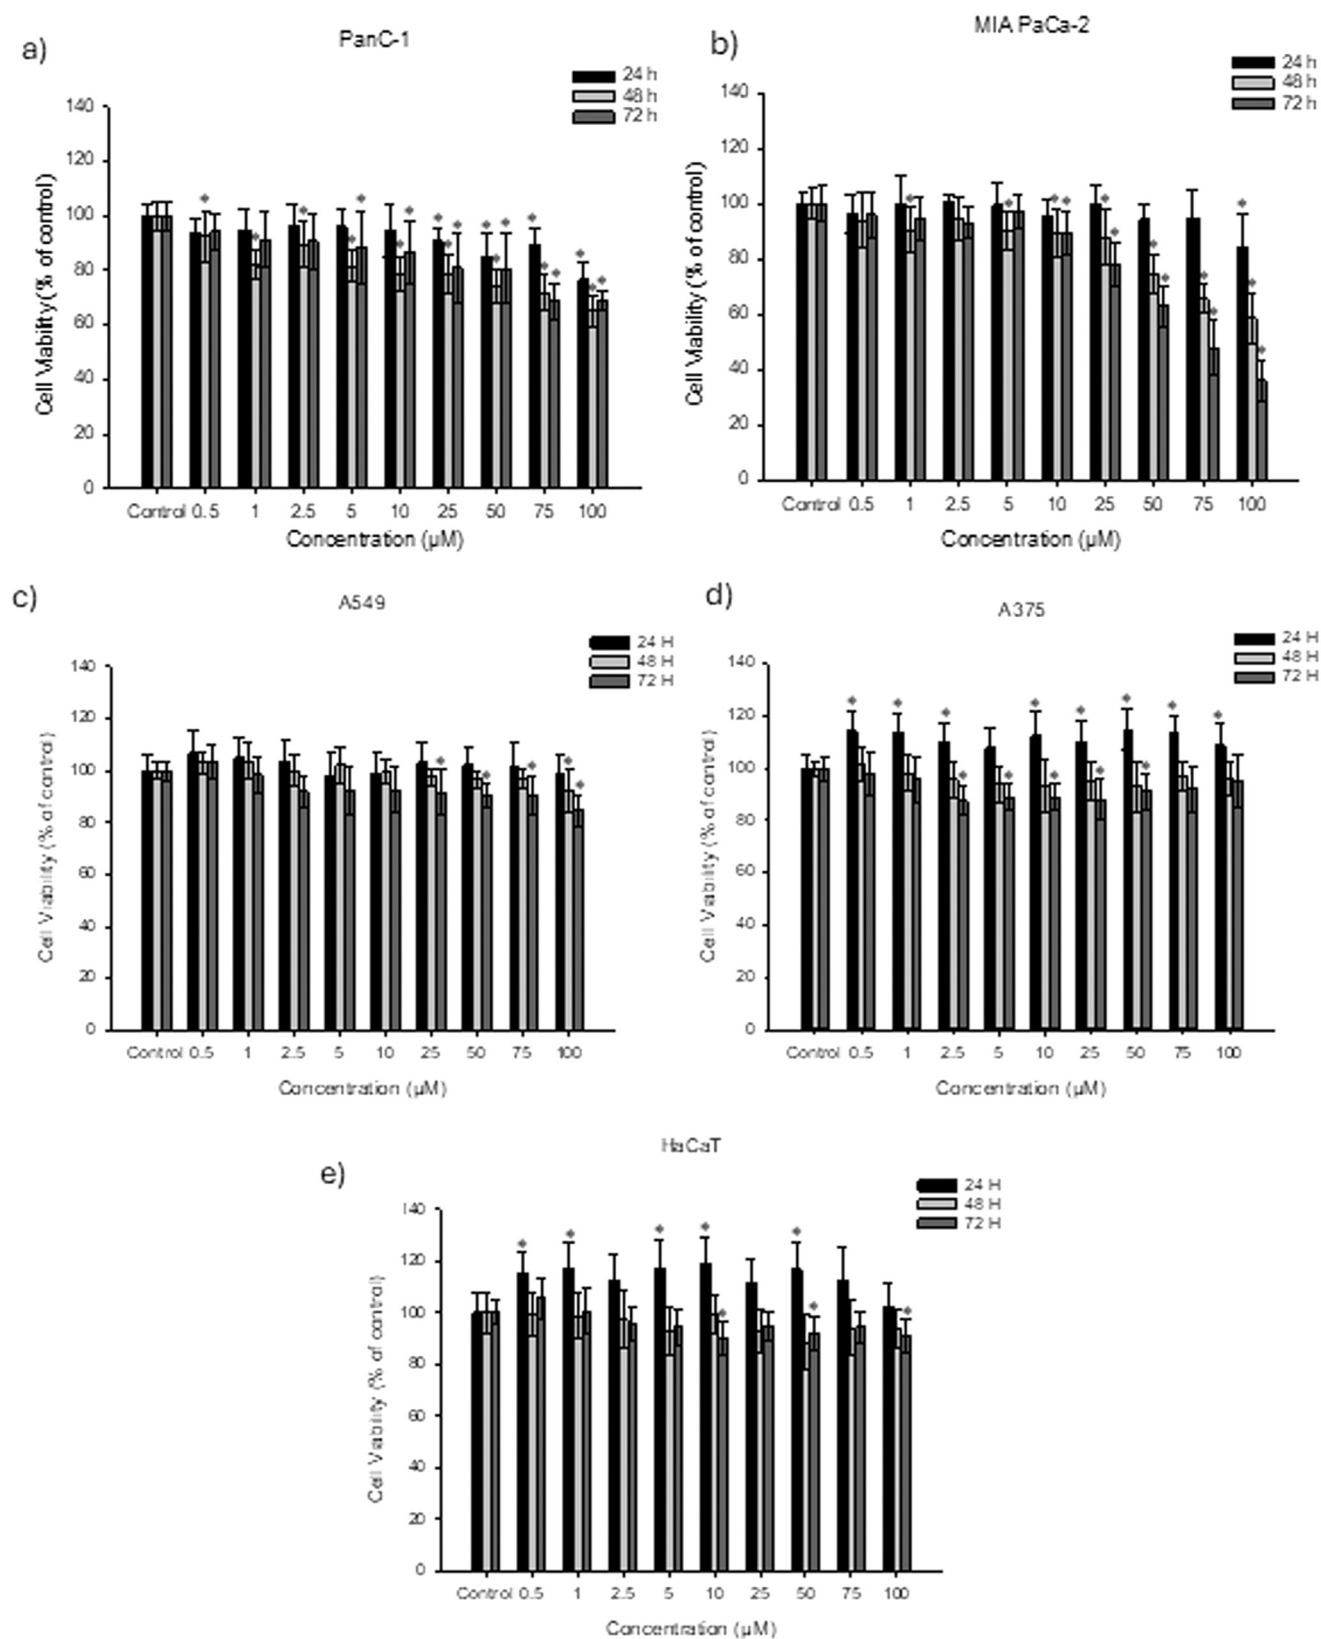 a)
PanC-1
24 h
48 h
72 h
140
120
100
80
60
40
20
0
Cell Viability (% of control)
Control 0.5 1 2.5 5 10 25 50 75 100
Concentration (µM)
b)
MIA PaCa-2
24 h
48 h
72 h
140
120
100
80
60
40
20
0
Cell Viability (% of control)
Control 0.5 1 2.5 5 10 25 50 75 100
Concentration (µM)
c)
A549
24 H
48 H
72 H
140
120
100
80
60
40
20
0
Cell Viability (% of control)
Control 0.5 1 2.5 5 10 25 50 75 100
Concentration (µM)
d)
A375
24 H
48 H
72 H
140
120
100
80
60
40
20
0
Cell Viability (% of control)
Control 0.5 1 2.5 5 10 25 50 75 100
Concentration (µM)
e)
HaCaT
24 H
48 H
72 H
140
120
100
80
60
40
20
0
Cell Viability (% of control)
Control 0.5 1 2.5 5 10 25 50 75 100
Concentration (µM)